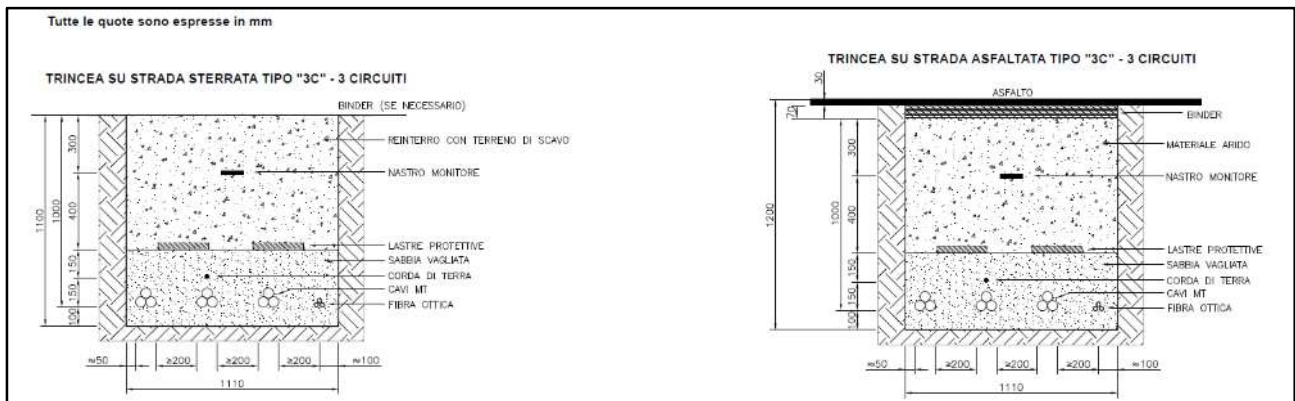 Tutte le quote sono espresse in mm
TRINCEA SU STRADA STERRATA TIPO "3C" - 3 CIRCUITI
BINDER (SE NECESSARIO)
REINTERRO CON TERRENO DI SCAVO
NASTRO MONITORE
LASTRE PROTETTIVE
SABBIA VAGLIATA
CORDA DI TERRA
CAVI MT
FIBRA OTTICA
1100
1000
300
400
150
150
100
≈50
≥200
≥200
≥200
≈100
1110
TRINCEA SU STRADA ASFALTATA TIPO "3C" - 3 CIRCUITI
30
ASFALTO
70
BINDER
MATERIALE ARIDO
NASTRO MONITORE
LASTRE PROTETTIVE
SABBIA VAGLIATA
CORDA DI TERRA
CAVI MT
FIBRA OTTICA
1200
1000
300
400
150
150
100
≈50
≥200
≥200
≥200
≈100
1110